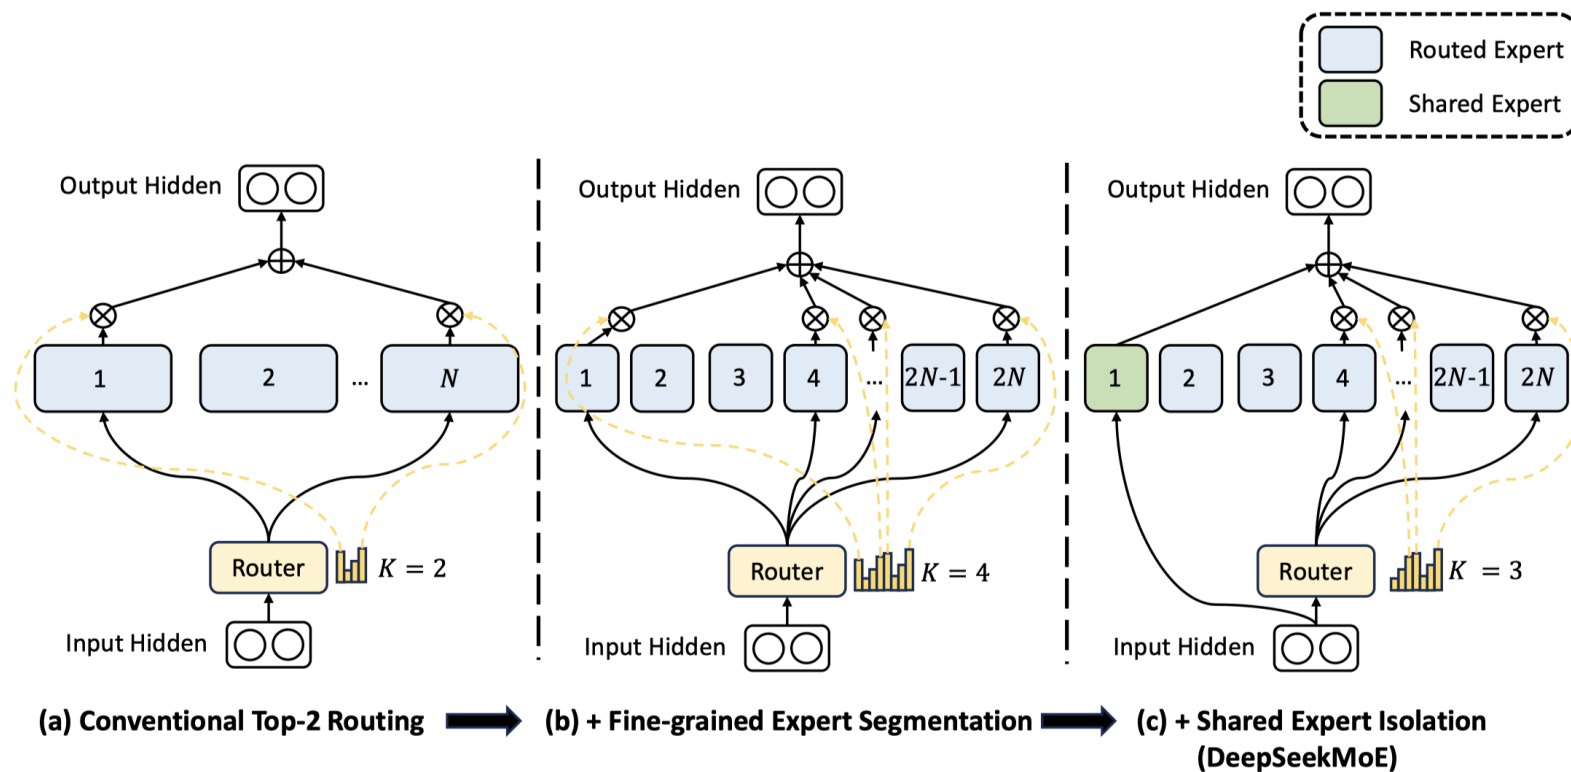 Routed Expert
Shared Expert
Output Hidden
1
2
...
N
Router
K = 2
Input Hidden
(a) Conventional Top-2 Routing
Output Hidden
1
2
3
4
...
2N-1
2N
Router
K = 4
Input Hidden
(b) + Fine-grained Expert Segmentation
Output Hidden
1
2
3
4
...
2N-1
2N
Router
K = 3
Input Hidden
(c) + Shared Expert Isolation
(DeepSeekMoE)